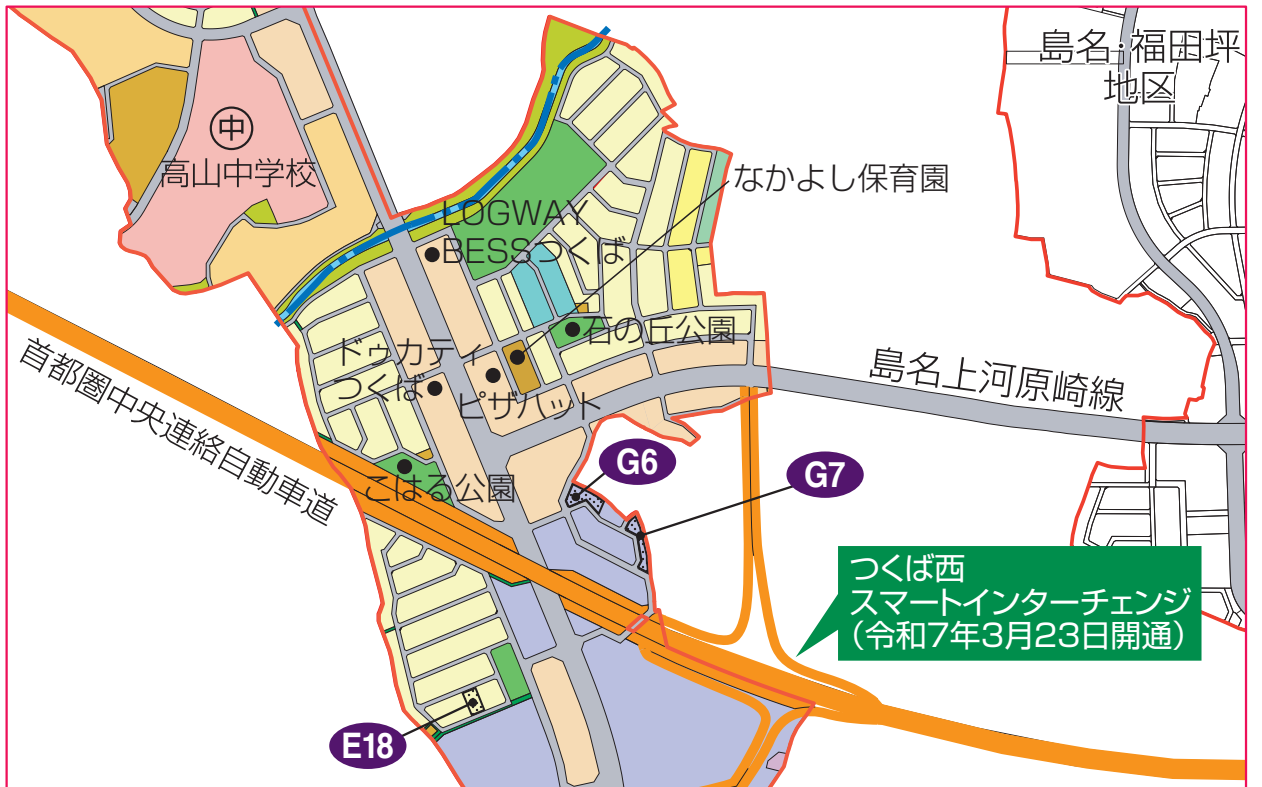 島名・福田坪
地区
中
高山中学校
なかよし保育園
LOGWAY
BESSつくば
石の丘公園
ドゥカティ
つくば
ピザハット
島名上河原崎線
首都圏中央連絡自動車道
こはる公園
G6
G7
つくば西
スマートインターチェンジ
(令和7年3月23日開通)
E18